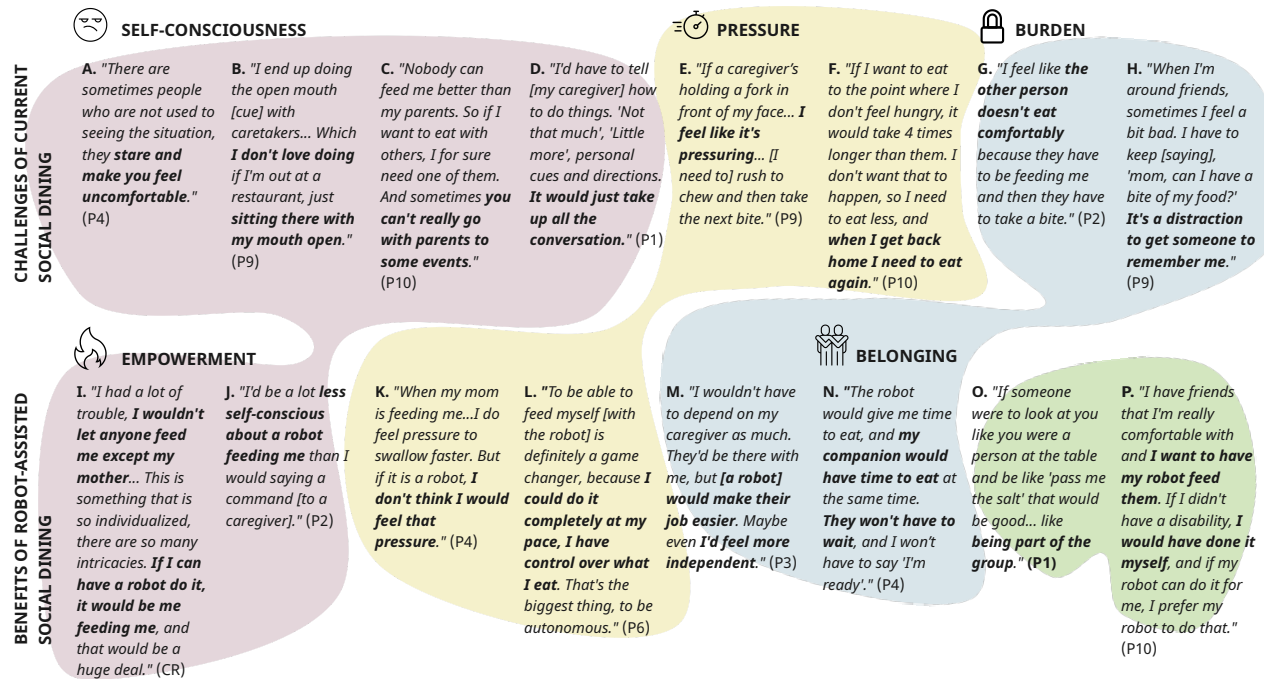 SELF-CONSCIOUSNESS
PRESSURE
BURDEN
CHALLENGES OF CURRENT
SOCIAL DINING
A. "There are
sometimes people
who are not used to
seeing the situation,
they stare and
make you feel
uncomfortable."
(P4)
B. "I end up doing
the open mouth
[cue] with
caretakers... Which
I don't love doing
if I'm out at a
restaurant, just
sitting there with
my mouth open."
(P9)
C. "Nobody can
feed me better than
my parents. So if I
want to eat with
others, I for sure
need one of them.
And sometimes you
can't really go
with parents to
some events."
(P10)
D. "I'd have to tell
[my caregiver] how
to do things. 'Not
that much', 'Little
more', personal
cues and directions.
It would just take
up all the
conversation." (P1)
E. "If a caregiver's
holding a fork in
front of my face... I
feel like it's
pressuring... [I
need to] rush to
chew and then take
the next bite." (P9)
F. "If I want to eat
to the point where I
don't feel hungry, it
would take 4 times
longer than them. I
don't want that to
happen, so I need
to eat less, and
when I get back
home I need to eat
again." (P10)
G. "I feel like the
other person
doesn't eat
comfortably
because they have
to be feeding me
and then they have
to take a bite." (P2)
H. "When I'm
around friends,
sometimes I feel a
bit bad. I have to
keep [saying],
'mom, can I have a
bite of my food?'
It's a distraction
to get someone to
remember me."
(P9)
EMPOWERMENT
BELONGING
BENEFITS OF ROBOT-ASSISTED
SOCIAL DINING
I. "I had a lot of
trouble, I wouldn't
let anyone feed
me except my
mother... This is
something that is
so individualized,
there are so many
intricacies. If I can
have a robot do it,
it would be me
feeding me, and
that would be a
huge deal." (CR)
J. "I'd be a lot less
self-conscious
about a robot
feeding me than I
would saying a
command [to a
caregiver]." (P2)
K. "When my mom
is feeding me...I do
feel pressure to
swallow faster. But
if it is a robot, I
don't think I would
feel that
pressure." (P4)
L. "To be able to
feed myself [with
the robot] is
definitely a game
changer, because I
could do it
completely at my
pace, I have
control over what
I eat. That's the
biggest thing, to be
autonomous." (P6)
M. "I wouldn't have
to depend on my
caregiver as much.
They'd be there with
me, but [a robot]
would make their
job easier. Maybe
even I'd feel more
independent." (P3)
N. "The robot
would give me time
to eat, and my
companion would
have time to eat at
the same time.
They won't have to
wait, and I won't
have to say 'I'm
ready'." (P4)
O. "If someone
were to look at you
like you were a
person at the table
and be like 'pass me
the salt' that would
be good... like
being part of the
group." (P1)
P. "I have friends
that I'm really
comfortable with
and I want to have
my robot feed
them. If I didn't
have a disability, I
would have done it
myself, and if my
robot can do it for
me, I prefer my
robot to do that."
(P10)